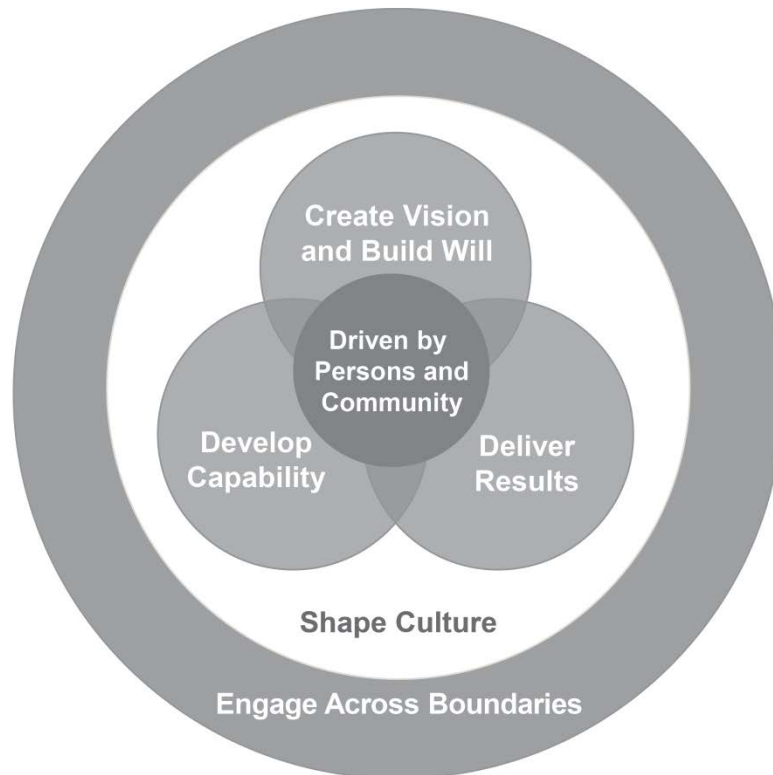 Create Vision
and Build Will
Driven by
Persons and
Community
Develop
Capability
Deliver
Results
Shape Culture
Engage Across Boundaries